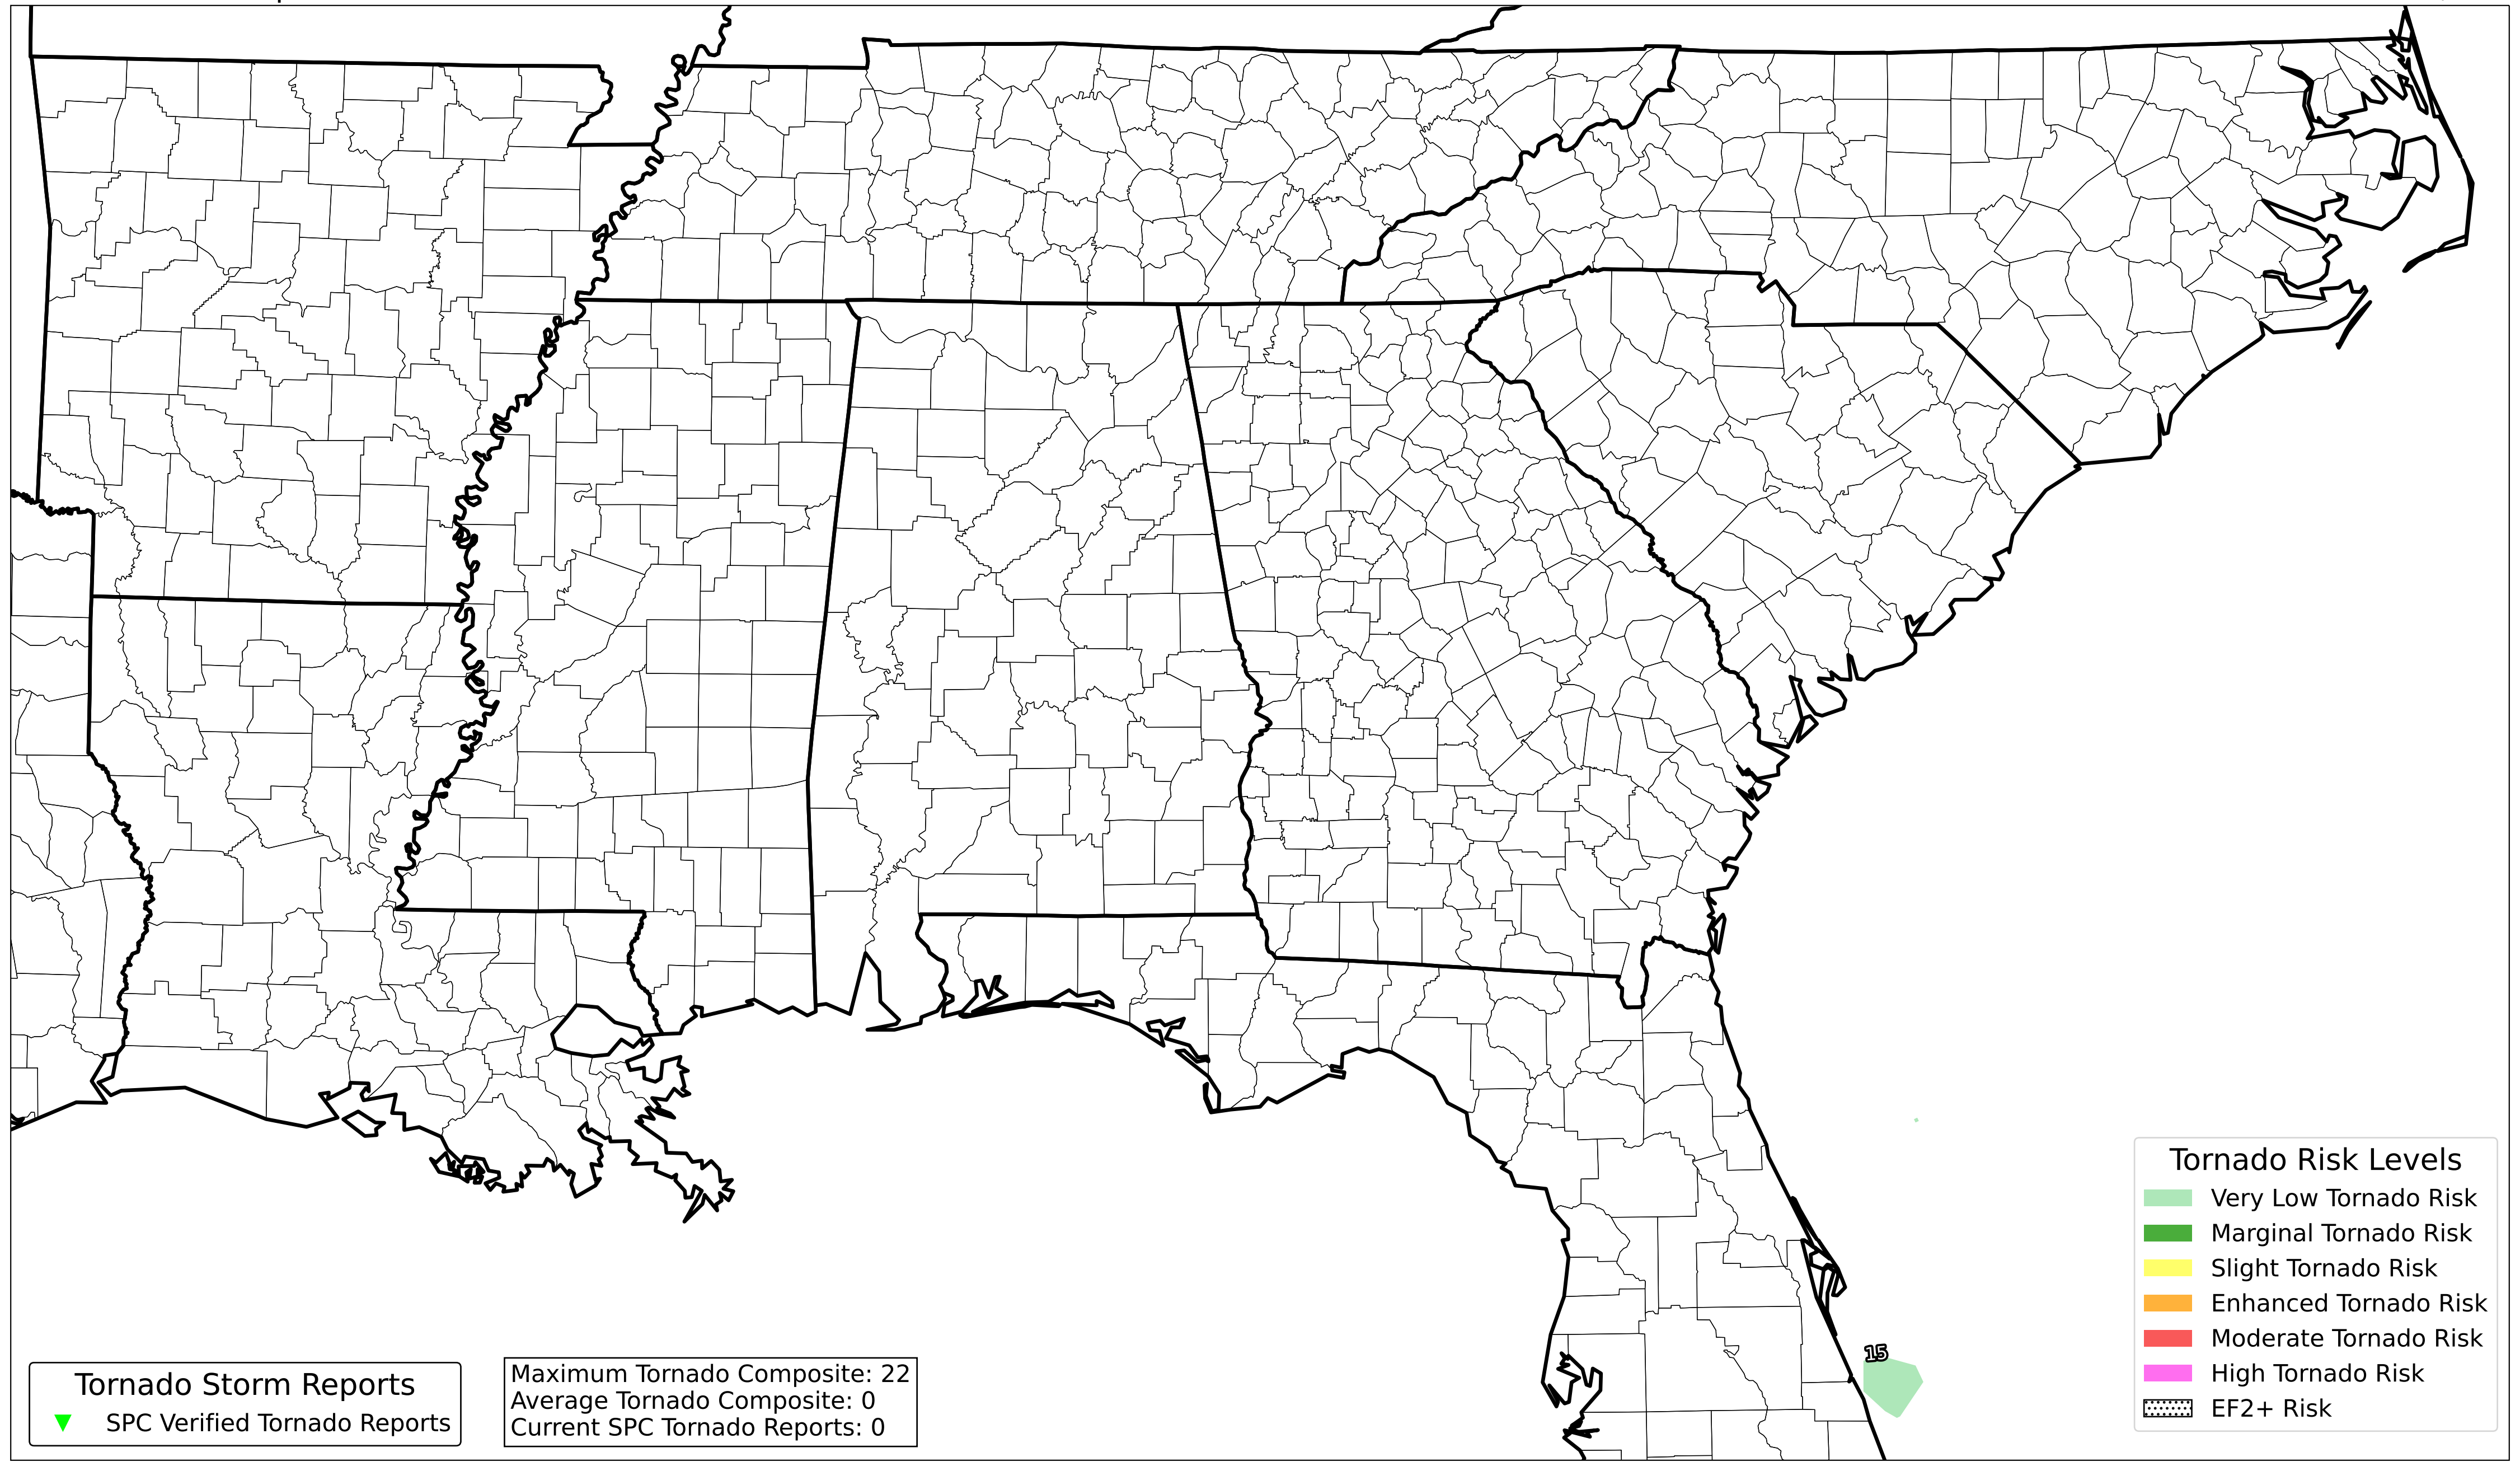 15
Tornado Risk Levels
Very Low Tornado Risk
Marginal Tornado Risk
Slight Tornado Risk
Enhanced Tornado Risk
Moderate Tornado Risk
High Tornado Risk
EF2+ Risk
Tornado Storm Reports
SPC Verified Tornado Reports
Maximum Tornado Composite: 22
Average Tornado Composite: 0
Current SPC Tornado Reports: 0